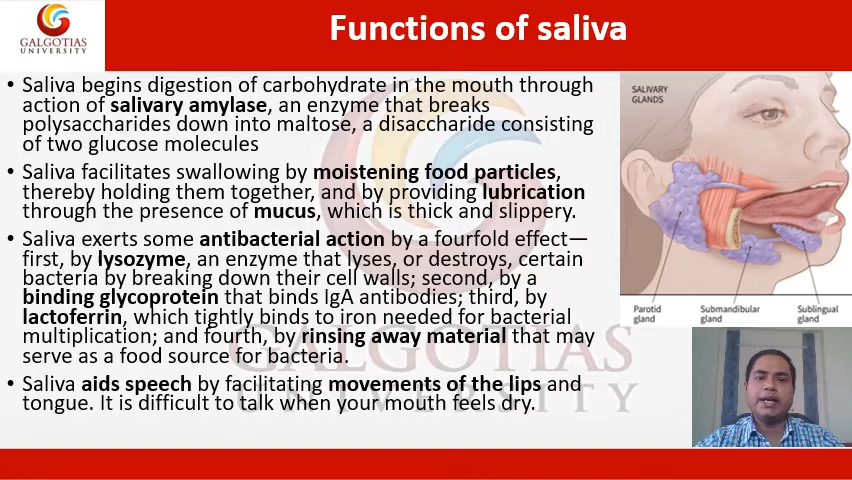 GALGOTIAS
UNIVERSITY
Functions of saliva
• Saliva begins digestion of carbohydrate in the mouth through
action of salivary amylase, an enzyme that breaks
polysaccharides down into maltose, a disaccharide consisting
of two glucose molecules
• Saliva facilitates swallowing by moistening food particles,
thereby holding them together, and by providing lubrication
through the presence of mucus, which is thick and slippery.
• Saliva exerts some antibacterial action by a fourfold effect—
first, by lysozyme, an enzyme that lyses, or destroys, certain
bacteria by breaking down their cell walls; second, by a
binding glycoprotein that binds IgA antibodies; third, by
lactoferrin, which tightly binds to iron needed for bacterial
multiplication; and fourth, by rinsing away material that may
serve as a food source for bacteria.
• Saliva aids speech by facilitating movements of the lips and
tongue. It is difficult to talk when your mouth feels dry.
GALGOTIAS
UNIVERSITY
SALIVARY
GLANDS
Parotid
gland
Submandibular
gland
Sublingual
gland